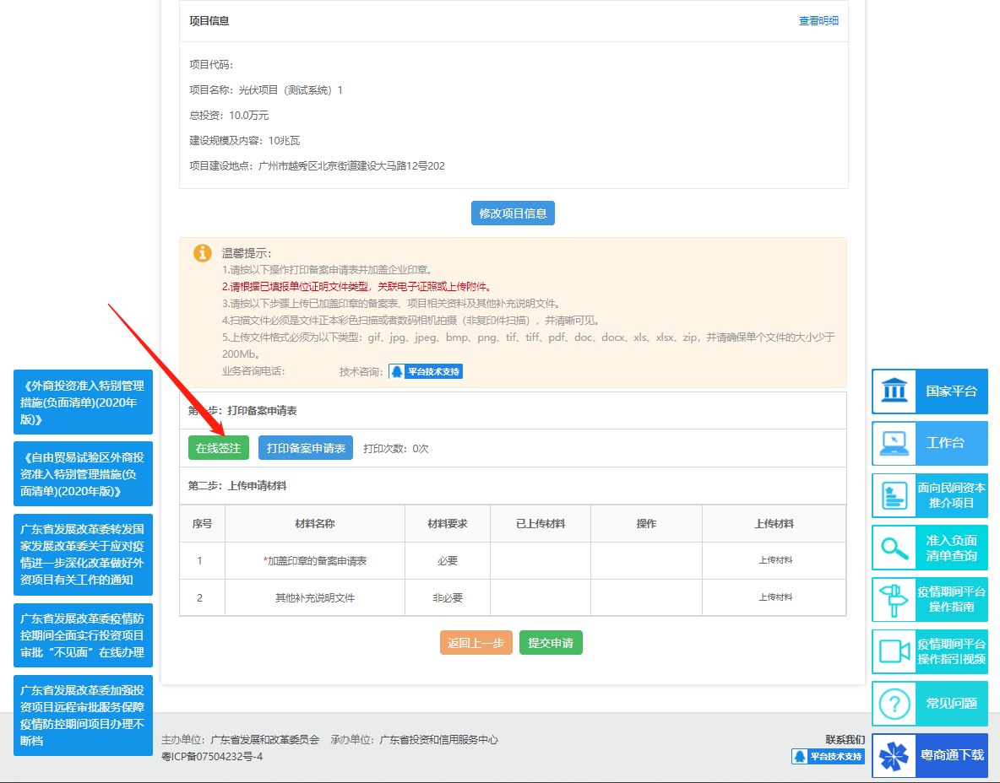 项目信息
查看明细
项目代码：
项目名称：光伏项目（测试系统）1
总投资：10.0万元
建设规模及内容：10兆瓦
项目建设地点：广州市越秀区北京街道建设大马路12号202
修改项目信息
温馨提示：
1.请按以下操作打印备案申请表并加盖企业印章。
2.请根据已填报单位证明文件类型，关联电子证照或上传附件。
3.请按以下步骤上传已加盖印章的备案表、项目相关资料及其他补充说明文件。
4.扫描文件必须是文件正本彩色扫描或者数码相机拍摄（非复印件扫描），并清晰可见。
5.上传文件格式必须为以下类型：gif、jpg、jpeg、bmp、png、tif、tiff、pdf、doc、docx、xls、xlsx、zip，并请确保单个文件的大小少于
200Mb。
业务咨询电话： 技术咨询： 平台技术支持
第一步：打印备案申请表
在线签注 打印备案申请表 打印次数：0次
第二步：上传申请材料
序号 材料名称 材料要求 已上传材料 操作 上传材料
1 *加盖印章的备案申请表 必要 上传材料
2 其他补充说明文件 非必要 上传材料
返回上一步 提交申请
《外商投资准入特别管理
措施(负面清单)(2020年
版)》
《自由贸易试验区外商投
资准入特别管理措施(负
面清单)(2020年版)》
广东省发展改革委转发国
家发展改革委关于应对疫
情进一步深化改革做好外
资项目有关工作的通知
广东省发展改革委疫情防
控期间全面实行投资项目
审批“不见面”在线办理
广东省发展改革委加强投
资项目远程审批服务保障
疫情防控期间项目办理不
断档
国家平台
工作台
面向民间资本
推介项目
准入负面
清单查询
疫情期间平台
操作指南
疫情期间平台
操作指引视频
常见问题
粤商通下载
主办单位：广东省发展和改革委员会 承办单位：广东省投资和信用服务中心
粤ICP备07504232号-4
联系我们
平台技术支持